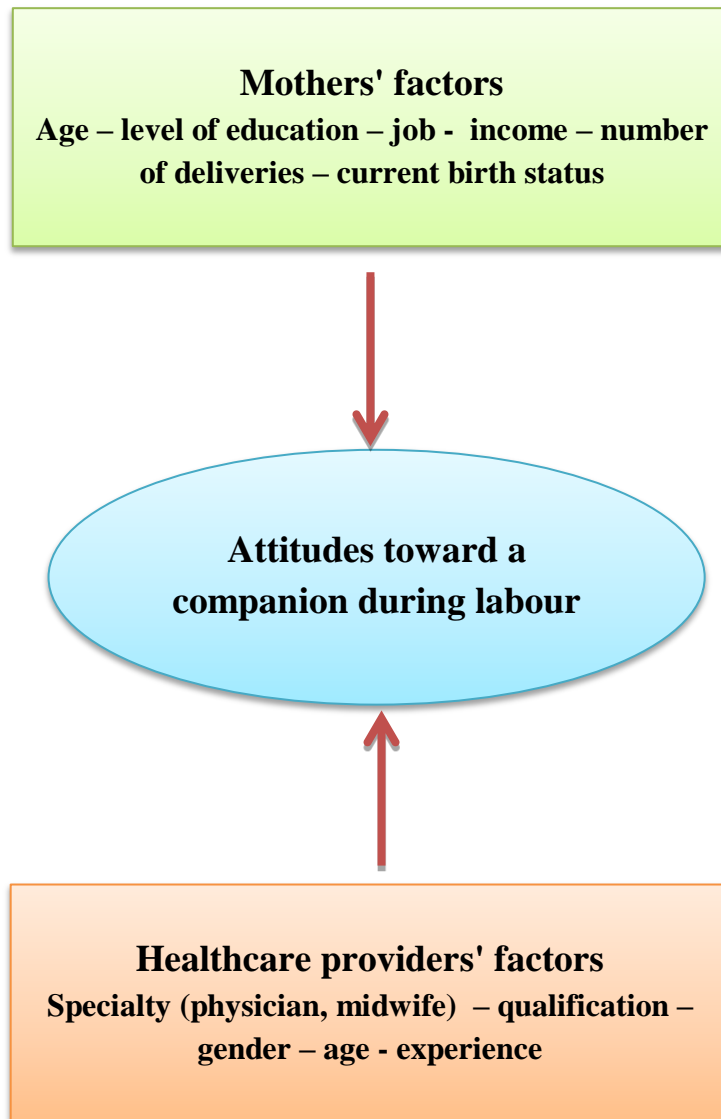 Mothers' factors
Age – level of education – job - income – number
of deliveries – current birth status
Attitudes toward a
companion during labour
Healthcare providers' factors
Specialty (physician, midwife) – qualification –
gender – age - experience